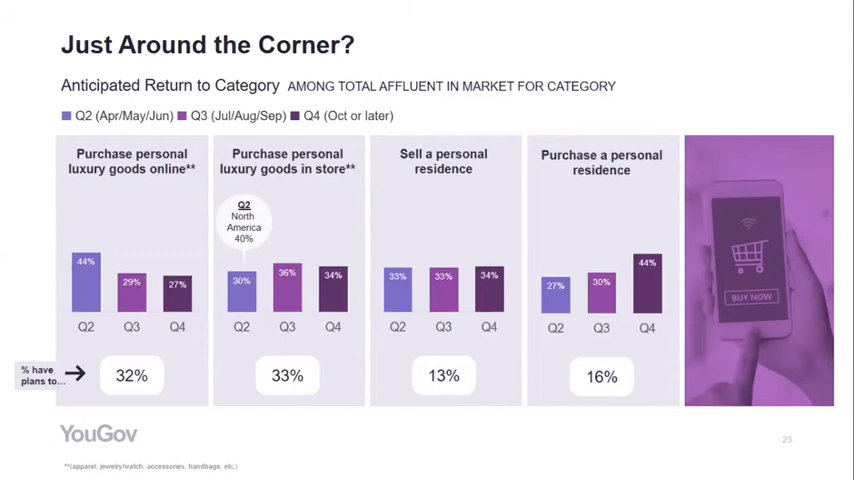 Just Around the Corner?
Anticipated Return to Category AMONG TOTAL AFFLUENT IN MARKET FOR CATEGORY
Q2 (Apr/May/Jun) Q3 (Jul/Aug/Sep) Q4 (Oct or later)
Purchase personal
luxury goods online**
44%
29%
27%
Q2 Q3 Q4
32%
Purchase personal
luxury goods in store**
Q2
North
America
40%
30%
36%
34%
Q2 Q3 Q4
33%
Sell a personal
residence
33%
33%
34%
Q2 Q3 Q4
13%
Purchase a personal
residence
27%
30%
44%
Q2 Q3 Q4
16%
BUY NOW
% have
plans to...
YouGov
23
**(apparel, jewelry/watch, accessories, handbags, etc.)